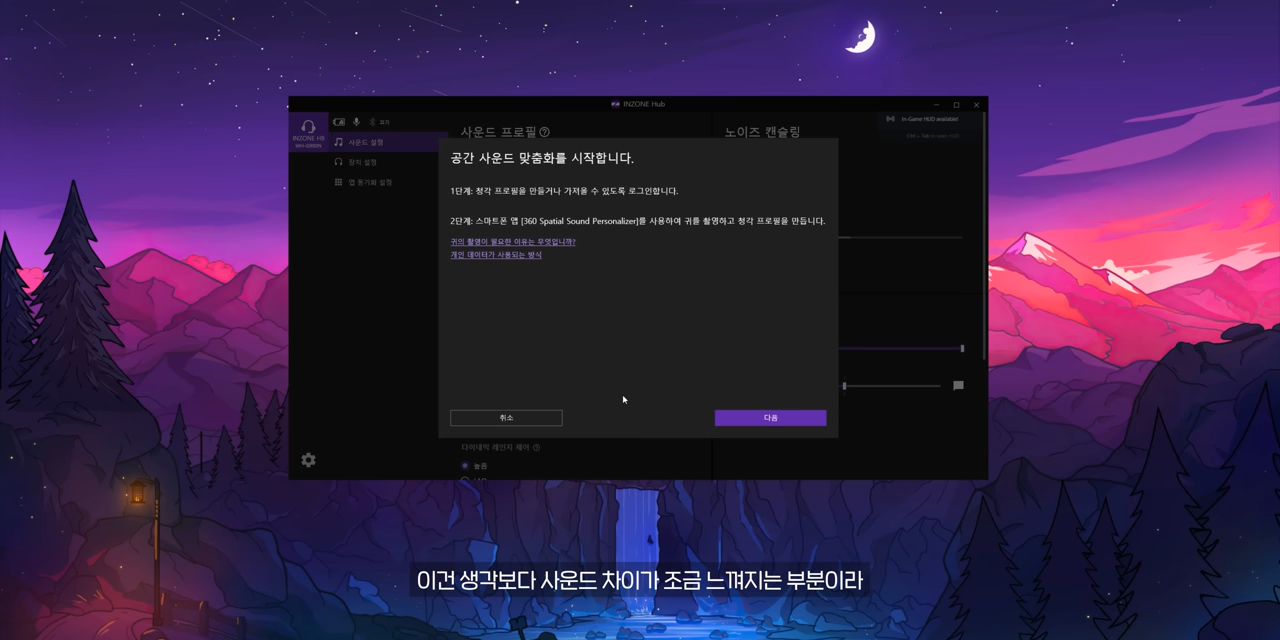 INZONE Hub
INZONE H9
WH-G900N
끄기
사운드 설정
장치 설정
앱 동기화 설정
사운드 프로필
노이즈 캔슬링
In-Game HUD available!
공간 사운드 맞춤화를 시작합니다.
1단계: 청각 프로필을 만들거나 가져올 수 있도록 로그인합니다.
2단계: 스마트폰 앱 [360 Spatial Sound Personalizer]를 사용하여 귀를 촬영하고 청각 프로필을 만듭니다.
귀의 촬영이 필요한 이유는 무엇입니까?
개인 데이터가 사용되는 방식
취소
다음
다이내믹 레인지 제어
높음
이건 생각보다 사운드 차이가 조금 느껴지는 부분이라